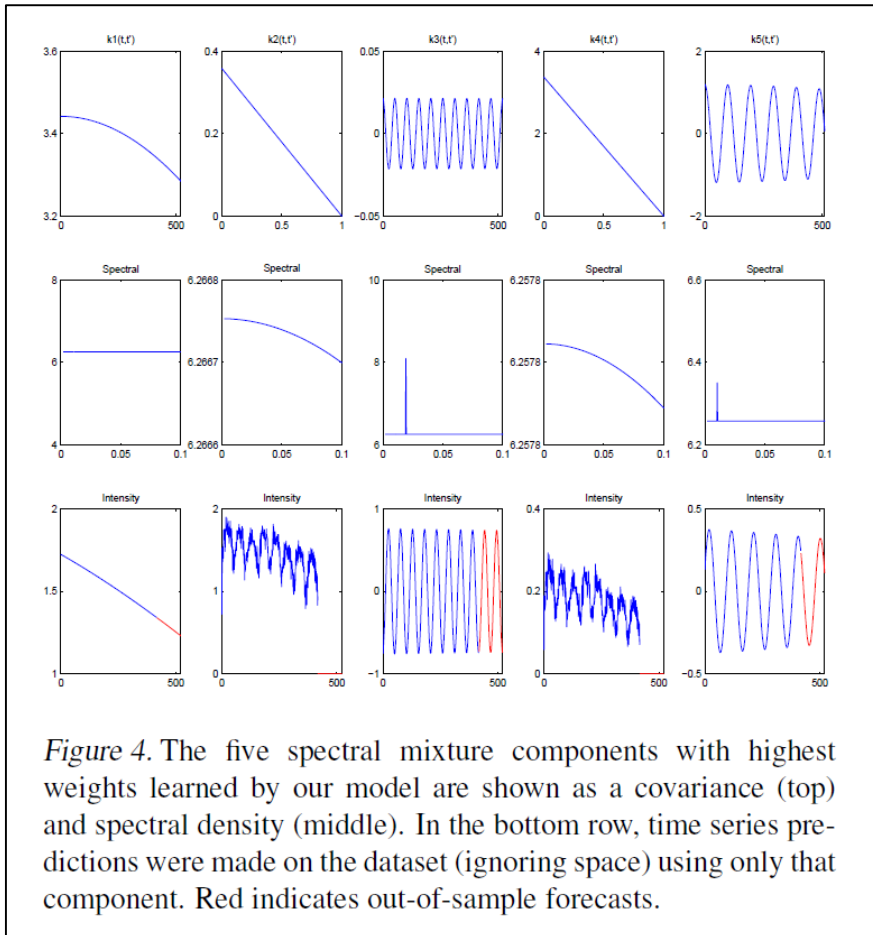 k1(t,t') k2(t,t') k3(t,t') k4(t,t') k5(t,t')
3.6 0.4 0.05 4 2
3.4 0.2 0 2 0
3.2 0 −0.05 0 −2
0 500 0 0.5 1 0 500 0 0.5 1 0 500
Spectral Spectral Spectral Spectral Spectral
8 6.2668 10 6.2578 6.6
6 6.2667 8 6.2578 6.4
4 6.2666 6 6.2578 6.2
0 0.05 0.1 0 0.05 0.1 0 0.05 0.1 0 0.05 0.1 0 0.05 0.1
Intensity Intensity Intensity Intensity Intensity
2 2 1 0.4 0.5
1.5 1 0 0.2 0
1 0 −1 0 −0.5
0 500 0 500 0 500 0 500 0 500
Figure 4. The five spectral mixture components with highest
weights learned by our model are shown as a covariance (top)
and spectral density (middle). In the bottom row, time series pre-
dictions were made on the dataset (ignoring space) using only that
component. Red indicates out-of-sample forecasts.